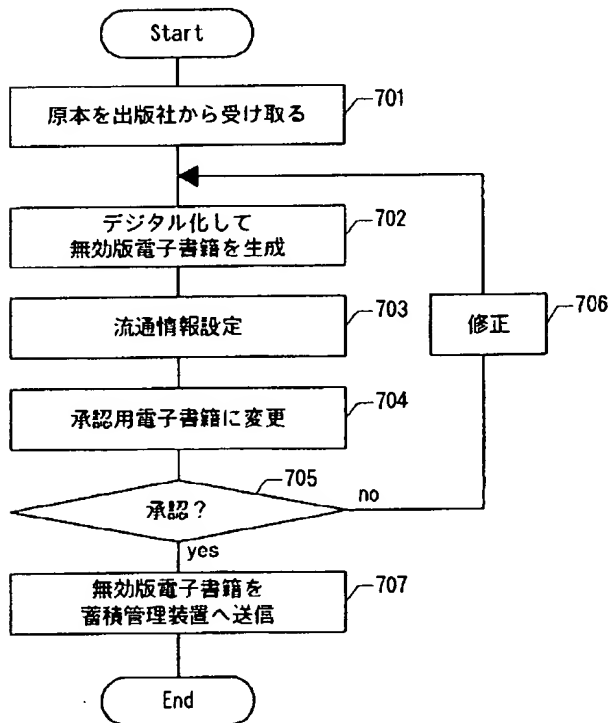 Start
原本を出版社から受け取る
701
デジタル化して
無効版電子書籍を生成
702
流通情報設定
703
修正
706
承認用電子書籍に変更
704
承認？
705
no
yes
無効版電子書籍を
蓄積管理装置へ送信
707
End